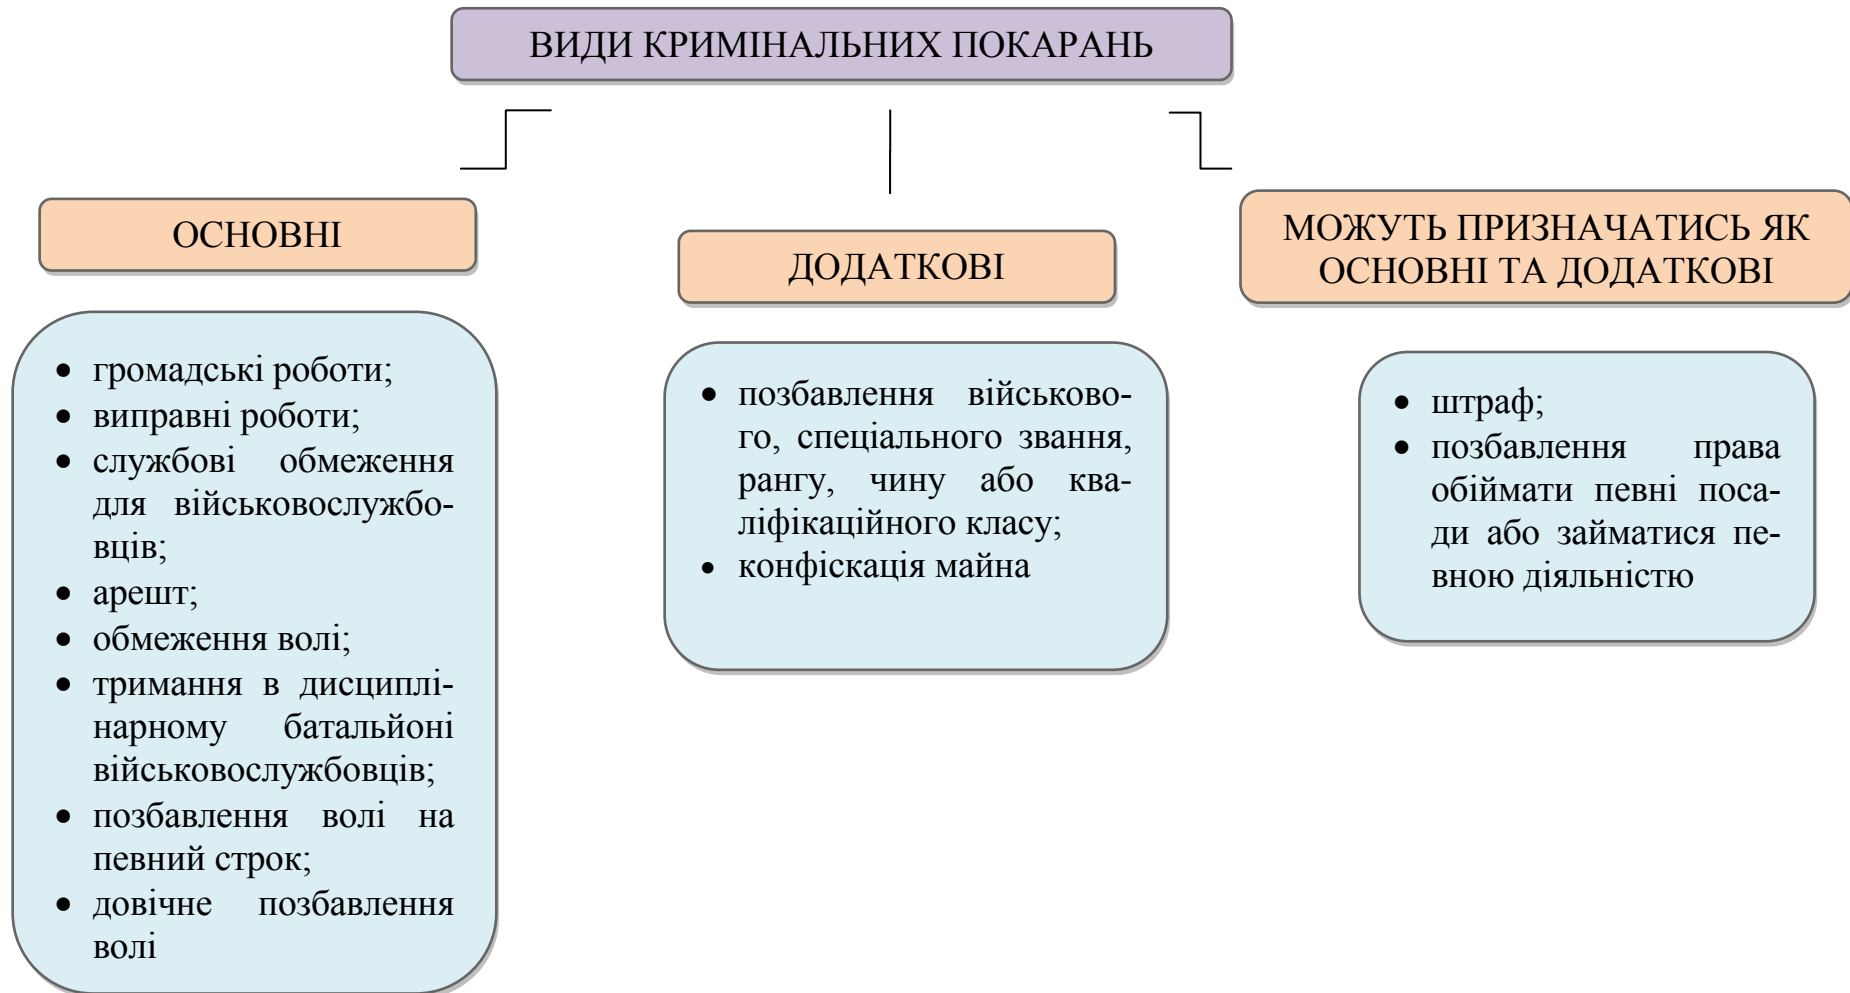 ВИДИ КРИМІНАЛЬНИХ ПОКАРАНЬ
ОСНОВНІ
• громадські роботи;
• виправні роботи;
• службові обмеження
для військовослужбо-
вців;
• арешт;
• обмеження волі;
• тримання в дисциплі-
нарному батальйоні
військовослужбовців;
• позбавлення волі на
певний строк;
• довічне позбавлення
волі
ДОДАТКОВІ
• позбавлення військово-
го, спеціального звання,
рангу, чину або ква-
ліфікаційного класу;
• конфіскація майна
МОЖУТЬ ПРИЗНАЧАТИСЬ ЯК
ОСНОВНІ ТА ДОДАТКОВІ
• штраф;
• позбавлення права
обіймати певні поса-
ди або займатися пе-
вною діяльністю